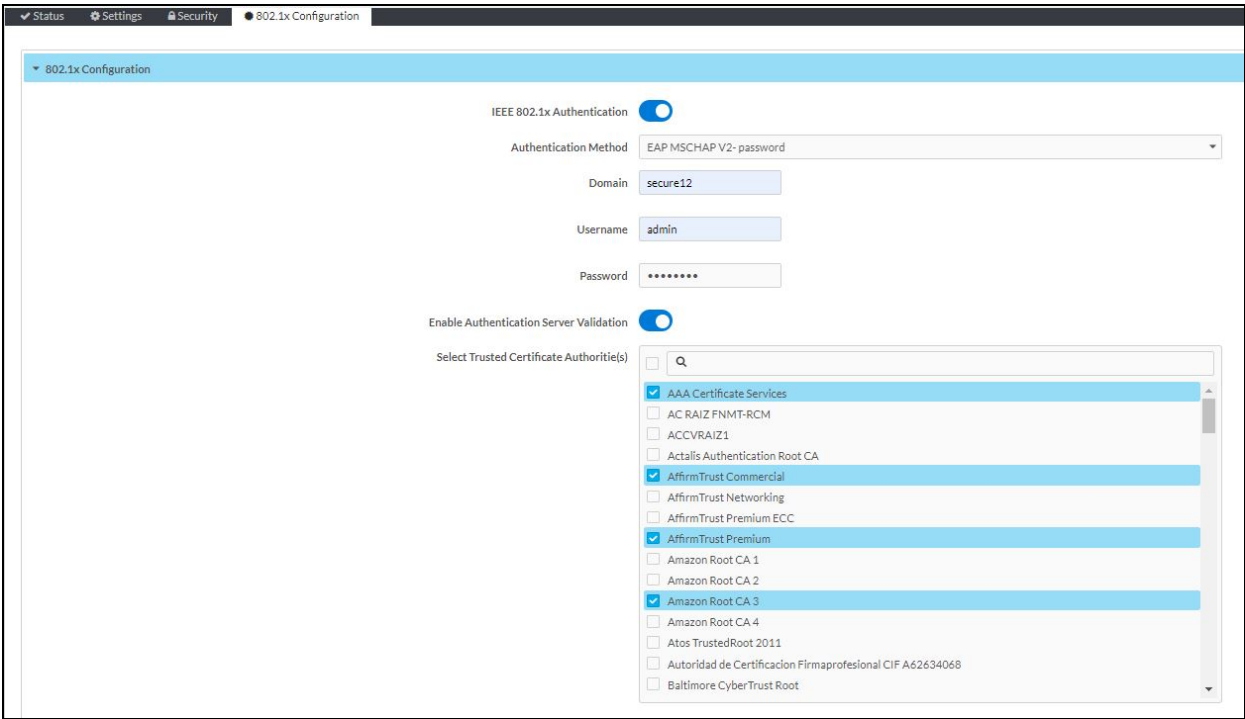 Status Settings Security 802.1x Configuration
802.1x Configuration
IEEE 802.1x Authentication
Authentication Method EAP MSCHAP V2- password
Domain secure12
Username admin
Password ••••••••
Enable Authentication Server Validation
Select Trusted Certificate Authoritie(s)
AAA Certificate Services
AC RAIZ FNMT-RCM
ACCVRAIZ1
Actalis Authentication Root CA
AffirmTrust Commercial
AffirmTrust Networking
AffirmTrust Premium ECC
AffirmTrust Premium
Amazon Root CA 1
Amazon Root CA 2
Amazon Root CA 3
Amazon Root CA 4
Atos TrustedRoot 2011
Autoridad de Certificacion Firmaprofesional CIF A62634068
Baltimore CyberTrust Root